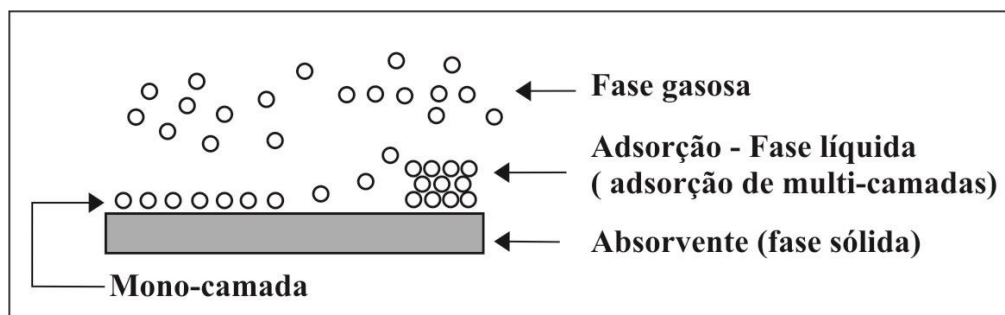 Fase gasosa
Adsorção - Fase líquida
( adsorção de multi-camadas)
Absorvente (fase sólida)
Mono-camada